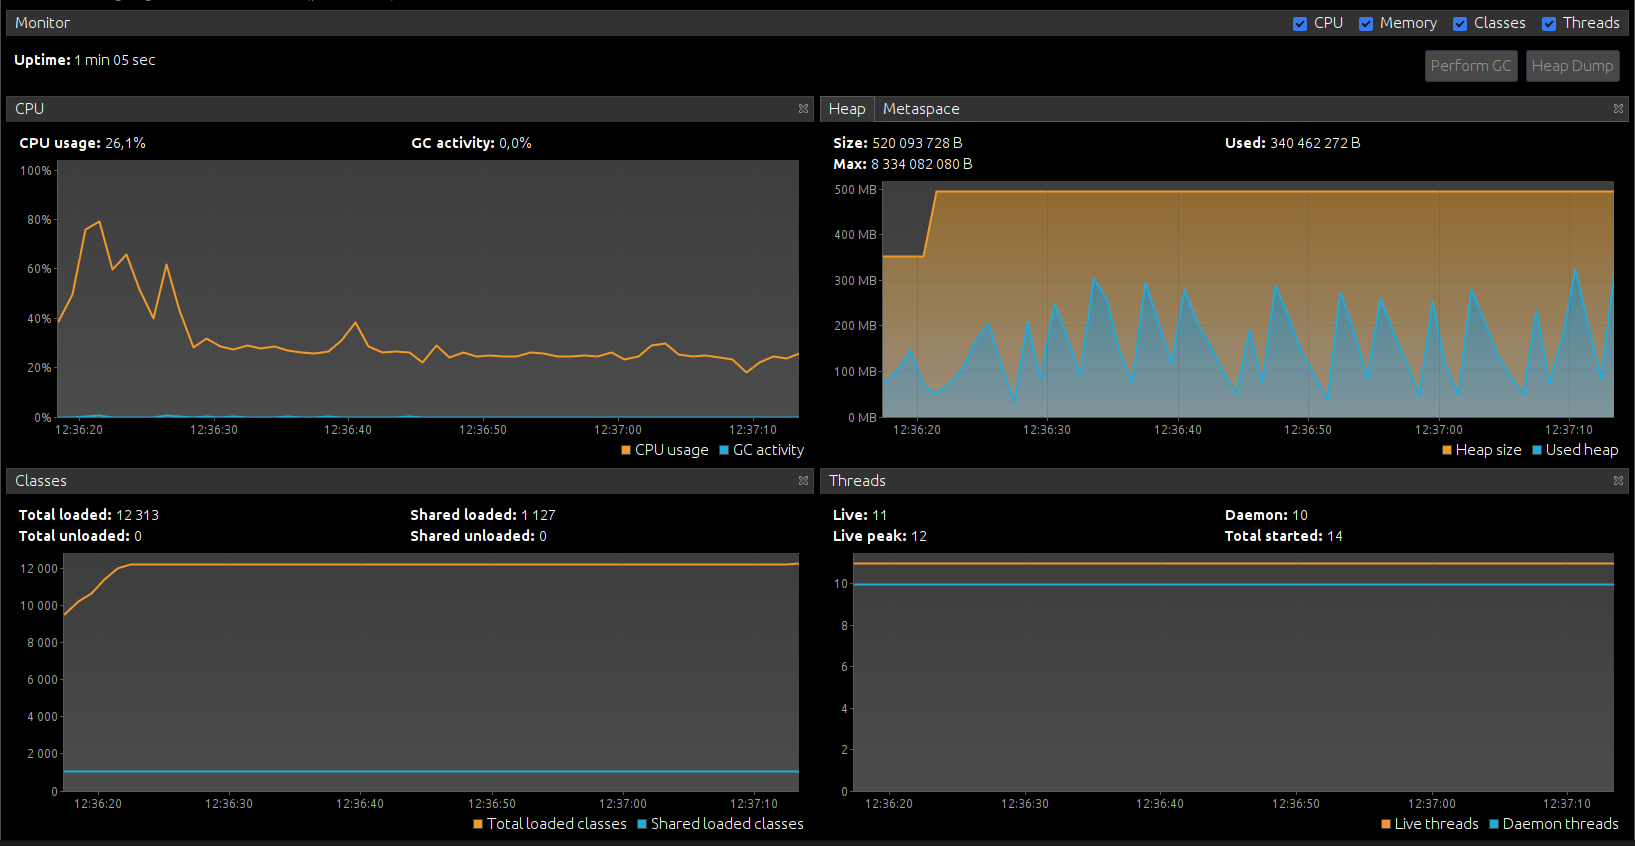 Monitor
CPU Memory Classes Threads
Uptime: 1 min 05 sec
Perform GC Heap Dump
CPU
CPU usage: 26,1% GC activity: 0,0%
100%
80%
60%
40%
20%
0%
12:36:20 12:36:30 12:36:40 12:36:50 12:37:00 12:37:10
CPU usage GC activity
Heap Metaspace
Size: 520 093 728 B Used: 340 462 272 B
Max: 8 334 082 080 B
500 MB
400 MB
300 MB
200 MB
100 MB
0 MB
12:36:20 12:36:30 12:36:40 12:36:50 12:37:00 12:37:10
Heap size Used heap
Classes
Total loaded: 12 313 Shared loaded: 1 127
Total unloaded: 0 Shared unloaded: 0
12 000
10 000
8 000
6 000
4 000
2 000
0
12:36:20 12:36:30 12:36:40 12:36:50 12:37:00 12:37:10
Total loaded classes Shared loaded classes
Threads
Live: 11 Daemon: 10
Live peak: 12 Total started: 14
10
8
6
4
2
0
12:36:20 12:36:30 12:36:40 12:36:50 12:37:00 12:37:10
Live threads Daemon threads